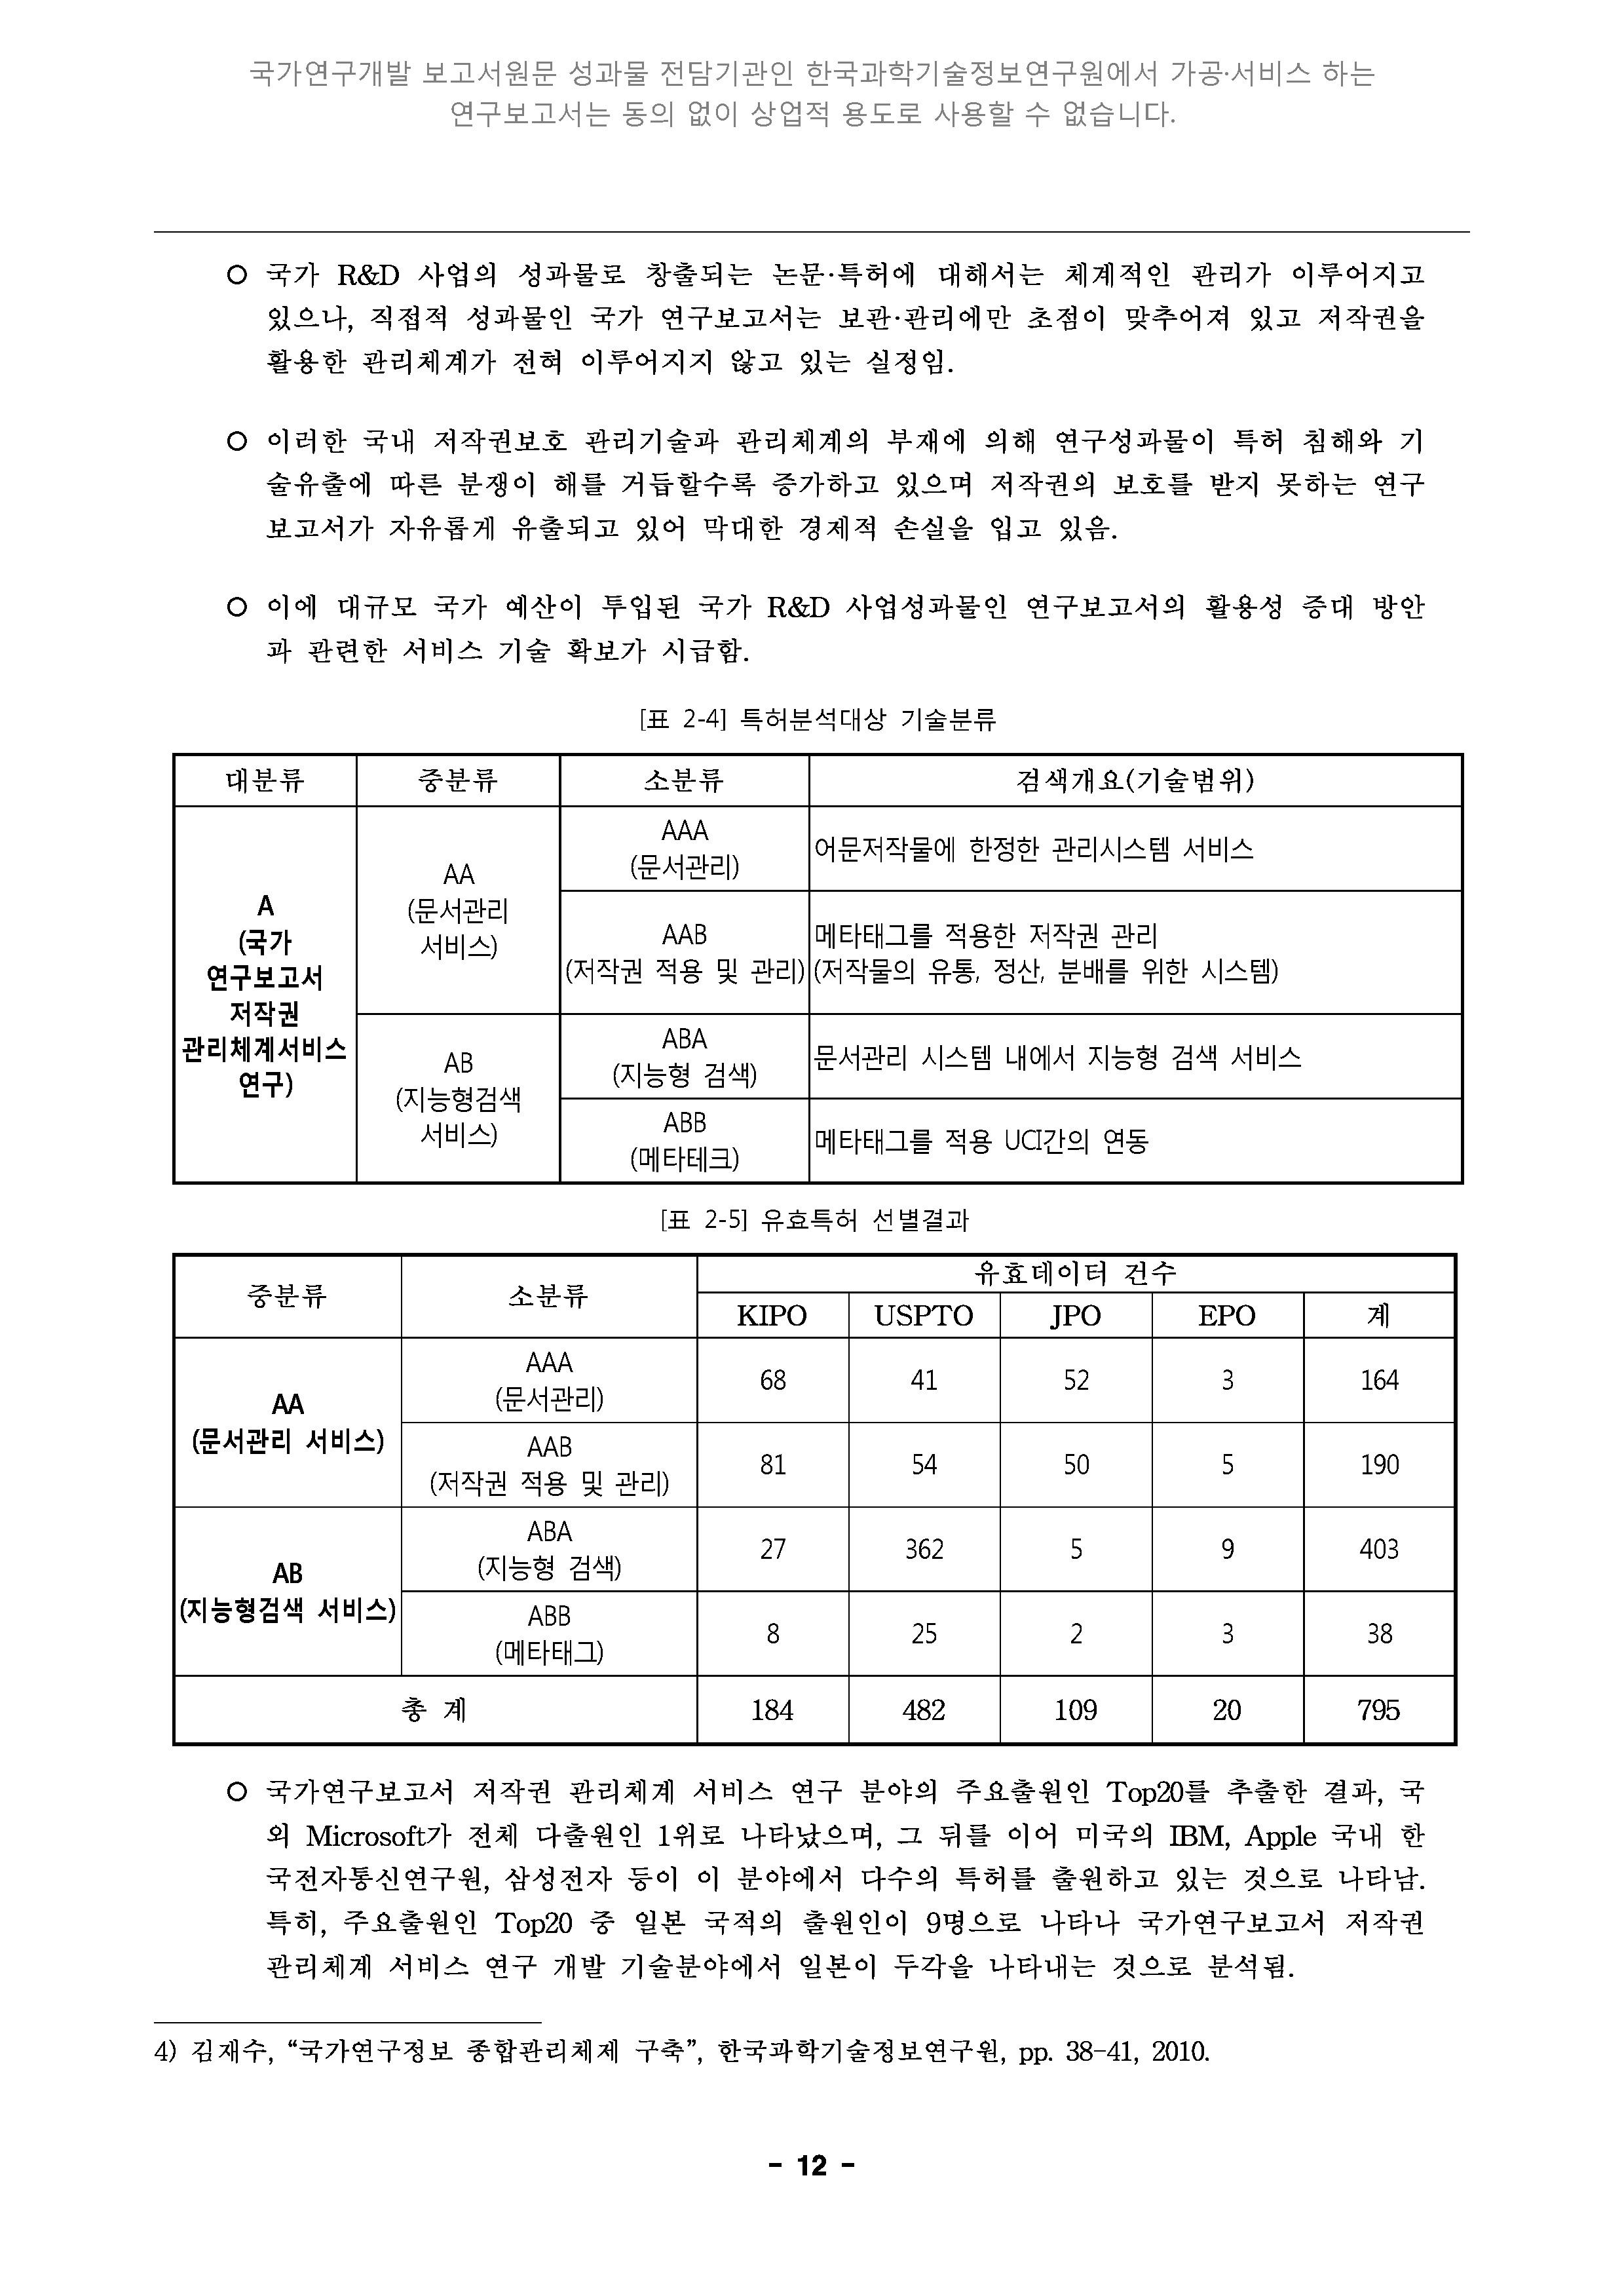 국가연구개발 보고서원문 성과물 전담기관인 한국과학기술정보연구원에서 가공·서비스 하는
연구보고서는 동의 없이 상업적 용도로 사용할 수 없습니다.
○ 국가 R&D 사업의 성과물로 창출되는 논문·특허에 대해서는 체계적인 관리가 이루어지고
있으나, 직접적 성과물인 국가 연구보고서는 보관·관리에만 초점이 맞추어져 있고 저작권을
활용한 관리체계가 전혀 이루어지지 않고 있는 실정임.
○ 이러한 국내 저작권보호 관리기술과 관리체계의 부재에 의해 연구성과물이 특허 침해와 기
술유출에 따른 분쟁이 해를 거듭할수록 증가하고 있으며 저작권의 보호를 받지 못하는 연구
보고서가 자유롭게 유출되고 있어 막대한 경제적 손실을 입고 있음.
○ 이에 대규모 국가 예산이 투입된 국가 R&D 사업성과물인 연구보고서의 활용성 증대 방안
과 관련한 서비스 기술 확보가 시급함.
[표 2-4] 특허분석대상 기술분류
대분류 중분류 소분류 검색개요(기술범위)
A
(국가
연구보고서
저작권
관리체계서비스
연구)
AA
(문서관리
서비스)
AAA
(문서관리)
어문저작물에 한정한 관리시스템 서비스
AAB
(저작권 적용 및 관리)
메타태그를 적용한 저작권 관리
(저작물의 유통, 정산, 분배를 위한 시스템)
AB
(지능형검색
서비스)
ABA
(지능형 검색)
문서관리 시스템 내에서 지능형 검색 서비스
ABB
(메타테크)
메타태그를 적용 UCI간의 연동
[표 2-5] 유효특허 선별결과
중분류 소분류 유효데이터 건수
KIPO USPTO JPO EPO 계
AA
(문서관리 서비스)
AAA
(문서관리)
68 41 52 3 164
AAB
(저작권 적용 및 관리)
81 54 50 5 190
AB
(지능형검색 서비스)
ABA
(지능형 검색)
27 362 5 9 403
ABB
(메타태그)
8 25 2 3 38
총 계 184 482 109 20 795
○ 국가연구보고서 저작권 관리체계 서비스 연구 분야의 주요출원인 Top20를 추출한 결과, 국
외 Microsoft가 전체 다출원인 1위로 나타났으며, 그 뒤를 이어 미국의 IBM, Apple 국내 한
국전자통신연구원, 삼성전자 등이 이 분야에서 다수의 특허를 출원하고 있는 것으로 나타남.
특히, 주요출원인 Top20 중 일본 국적의 출원인이 9명으로 나타나 국가연구보고서 저작권
관리체계 서비스 연구 개발 기술분야에서 일본이 두각을 나타내는 것으로 분석됨.
4) 김재수, “국가연구정보 종합관리체제 구축”, 한국과학기술정보연구원, pp. 38-41, 2010.
- 12 -